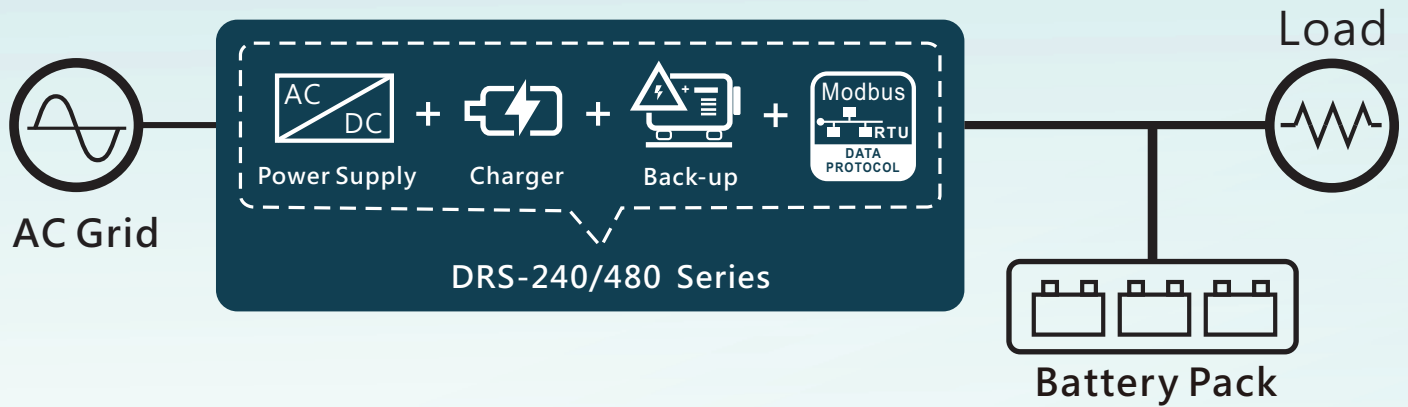 Load
AC
DC
Modbus
RTU
DATA
PROTOCOL
Power Supply
Charger
Back-up
AC Grid
DRS-240/480 Series
Battery Pack